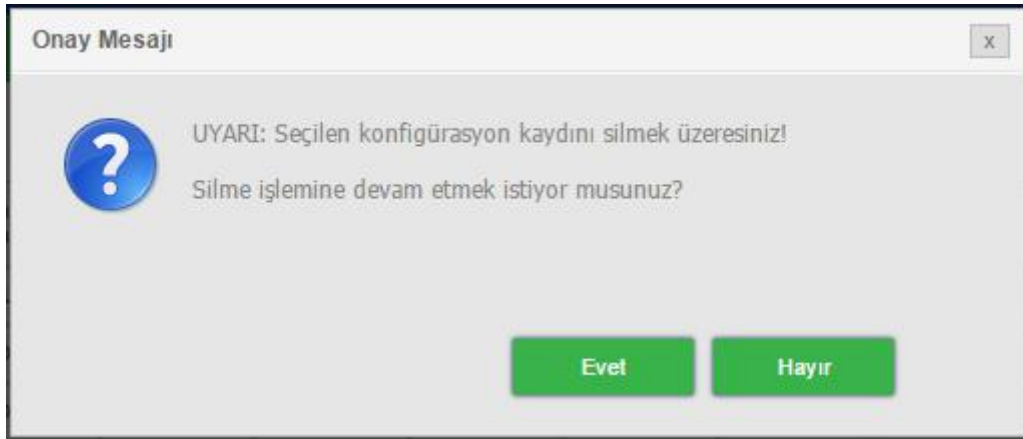 Onay Mesajı
x
UYARI: Seçilen konfigürasyon kaydını silmek üzeresiniz!
Silme işlemine devam etmek istiyor musunuz?
Evet
Hayır